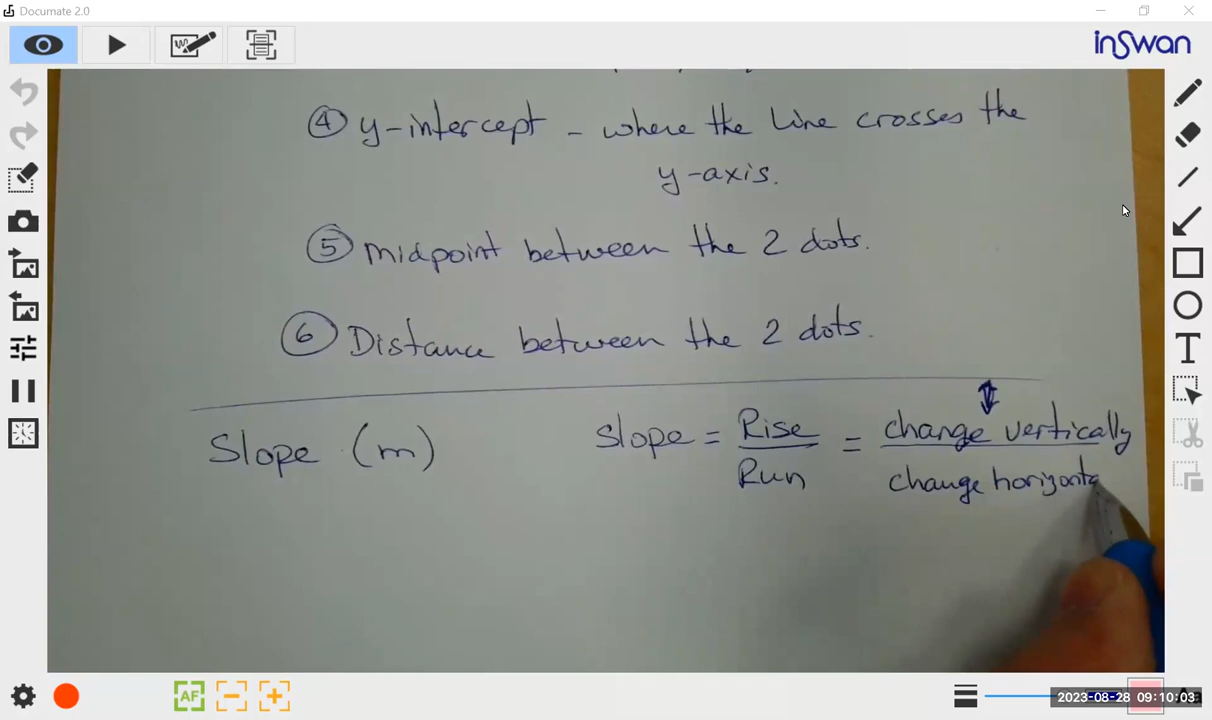 Documate 2.0
inSwan
④ y-intercept - where the line crosses the
y-axis.
⑤ Midpoint between the 2 dots.
⑥ Distance between the 2 dots.
Slope (m)
Slope = Rise = change vertically
Run change horizonta
T
AF
2023-08-28 09:10:03